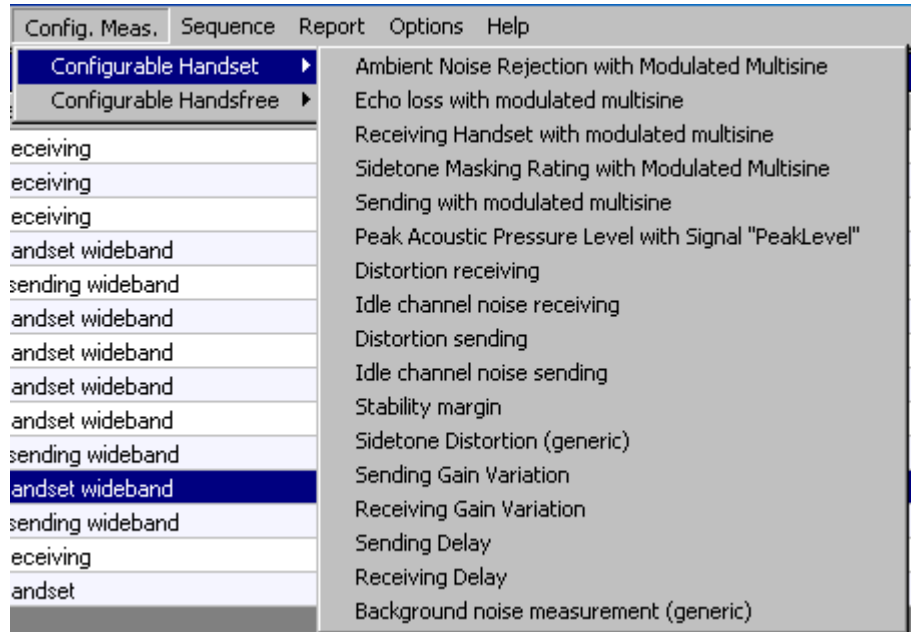 Config. Meas. Sequence Report Options Help
Configurable Handset
Configurable Handsfree
Ambient Noise Rejection with Modulated Multisine
Echo loss with modulated multisine
Receiving Handset with modulated multisine
Sidetone Masking Rating with Modulated Multisine
Sending with modulated multisine
Peak Acoustic Pressure Level with Signal "PeakLevel"
Distortion receiving
Idle channel noise receiving
Distortion sending
Idle channel noise sending
Stability margin
Sidetone Distortion (generic)
Sending Gain Variation
Receiving Gain Variation
Sending Delay
Receiving Delay
Background noise measurement (generic)
eceiving
eceiving
eceiving
andset wideband
sending wideband
andset wideband
andset wideband
andset wideband
andset wideband
sending wideband
andset wideband
sending wideband
eceiving
andset